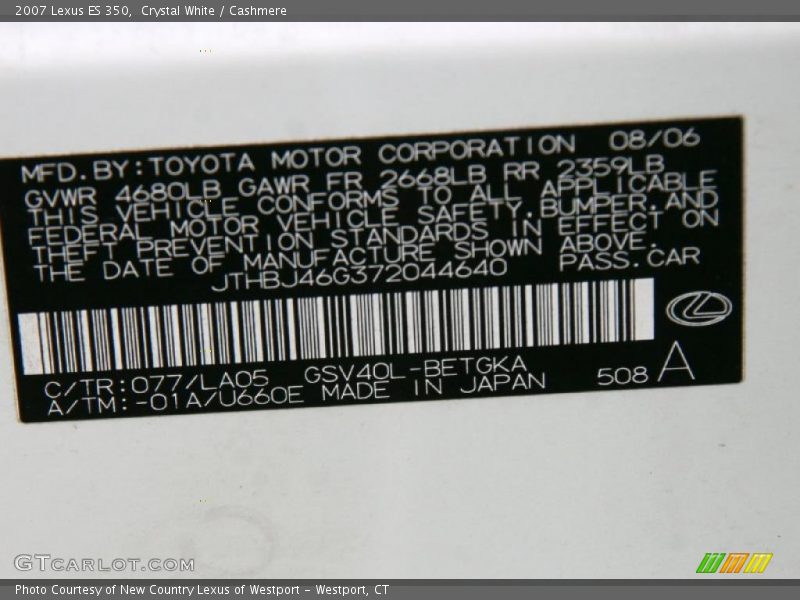 2007 Lexus ES 350,  Crystal White / Cashmere
MFD.BY:TOYOTA MOTOR CORPORATION 08/06
GVWR 4680LB GAWR FR 2668LB RR 2359LB
THIS VEHICLE CONFORMS TO ALL APPLICABLE
FEDERAL MOTOR VEHICLE SAFETY,BUMPER,AND
THEFT PREVENTION STANDARDS IN EFFECT ON
THE DATE OF MANUFACTURE SHOWN ABOVE.
JTHBJ46G372044640 PASS.CAR
C/TR:077/LA05 GSV40L-BETGKA
A/TM:-01A/U660E MADE IN JAPAN 508 A
GTCARLOT.COM
Photo Courtesy of New Country Lexus of Westport - Westport, CT